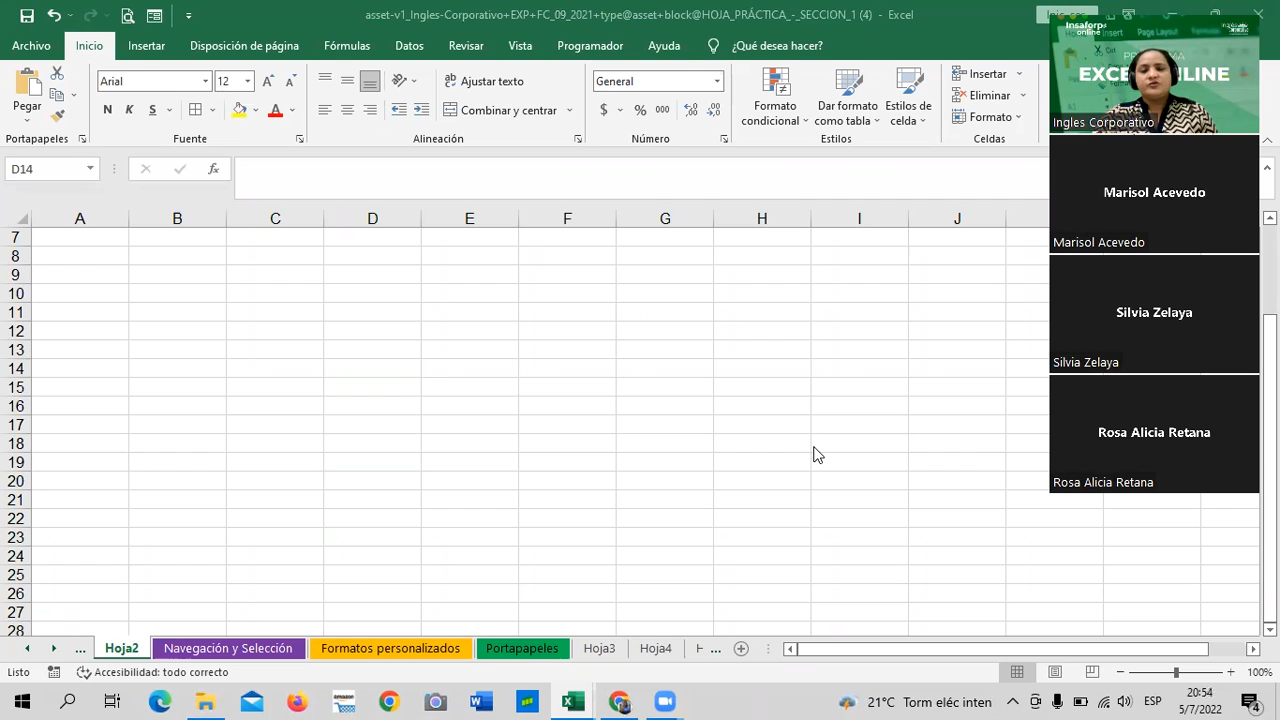 asset-v1_Ingles-Corporativo+EXP+FC_09_2021+type@asset+block@HOJA_PRÁCTICA_-_SECCION_1 (4) - Excel
Archivo Inicio Insertar Disposición de página Fórmulas Datos Revisar Vista Programador Ayuda ¿Qué desea hacer?
Pegar
Portapapeles
Arial 12
N K S
Fuente
Ajustar texto
Combinar y centrar
Alineación
General
$ % 000
Número
Formato condicional
Dar formato como tabla
Estilos de celda
Estilos
Insertar
Eliminar
Formato
Celdas
Insaforp online
EXCEL ONLINE
Ingles Corporativo
Marisol Acevedo
Marisol Acevedo
Silvia Zelaya
Silvia Zelaya
Rosa Alicia Retana
Rosa Alicia Retana
D14 fx
A B C D E F G H I J
7
8
9
10
11
12
13
14
15
16
17
18
19
20
21
22
23
24
25
26
27
28
... Hoja2 Navegación y Selección Formatos personalizados Portapapeles Hoja3 Hoja4 H ...
Listo Accesibilidad: todo correcto 100%
21°C Torm eléc inten ESP 20:54
5/7/2022 4